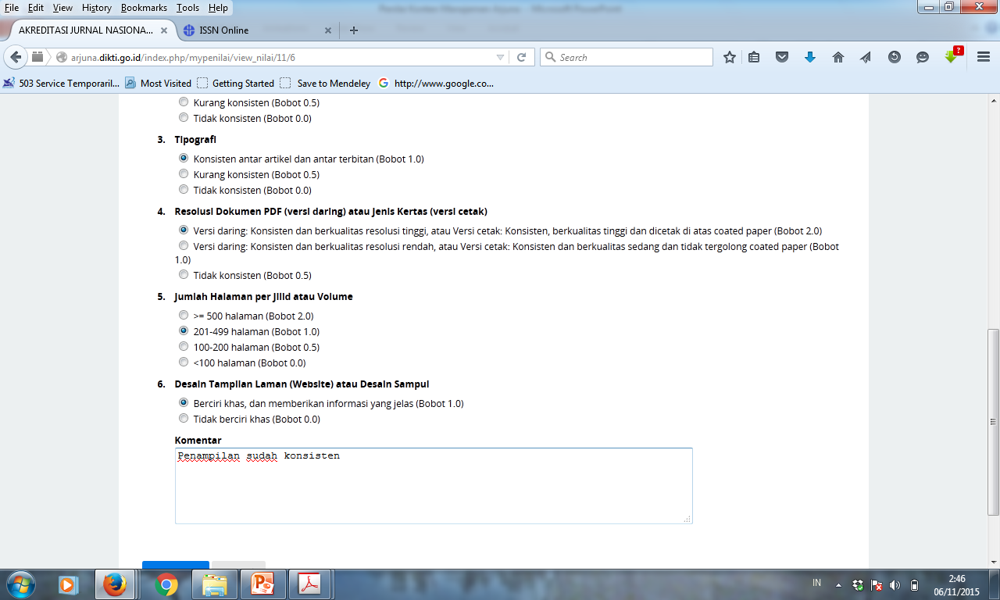 File Edit View History Bookmarks Tools Help
AKREDITASI JURNAL NASIONA... × ISSN Online × +
arjuna.dikti.go.id/index.php/mypenilai/view_nilai/11/6 Search ?
503 Service Temporaril... Most Visited Getting Started Save to Mendeley http://www.google.co...
Kurang konsisten (Bobot 0.5)
Tidak konsisten (Bobot 0.0)
3. Tipografi
Konsisten antar artikel dan antar terbitan (Bobot 1.0)
Kurang konsisten (Bobot 0.5)
Tidak konsisten (Bobot 0.0)
4. Resolusi Dokumen PDF (versi daring) atau Jenis Kertas (versi cetak)
Versi daring: Konsisten dan berkualitas resolusi tinggi, atau Versi cetak: Konsisten, berkualitas tinggi dan dicetak di atas coated paper (Bobot 2.0)
Versi daring: Konsisten dan berkualitas resolusi rendah, atau Versi cetak: Konsisten dan berkualitas sedang dan tidak tergolong coated paper (Bobot
1.0)
Tidak konsisten (Bobot 0.5)
5. Jumlah Halaman per Jilid atau Volume
>= 500 halaman (Bobot 2.0)
201-499 halaman (Bobot 1.0)
100-200 halaman (Bobot 0.5)
<100 halaman (Bobot 0.0)
6. Desain Tampilan Laman (Website) atau Desain Sampul
Berciri khas, dan memberikan informasi yang jelas (Bobot 1.0)
Tidak berciri khas (Bobot 0.0)
Komentar
Penampilan sudah konsisten
IN 2:46
06/11/2015